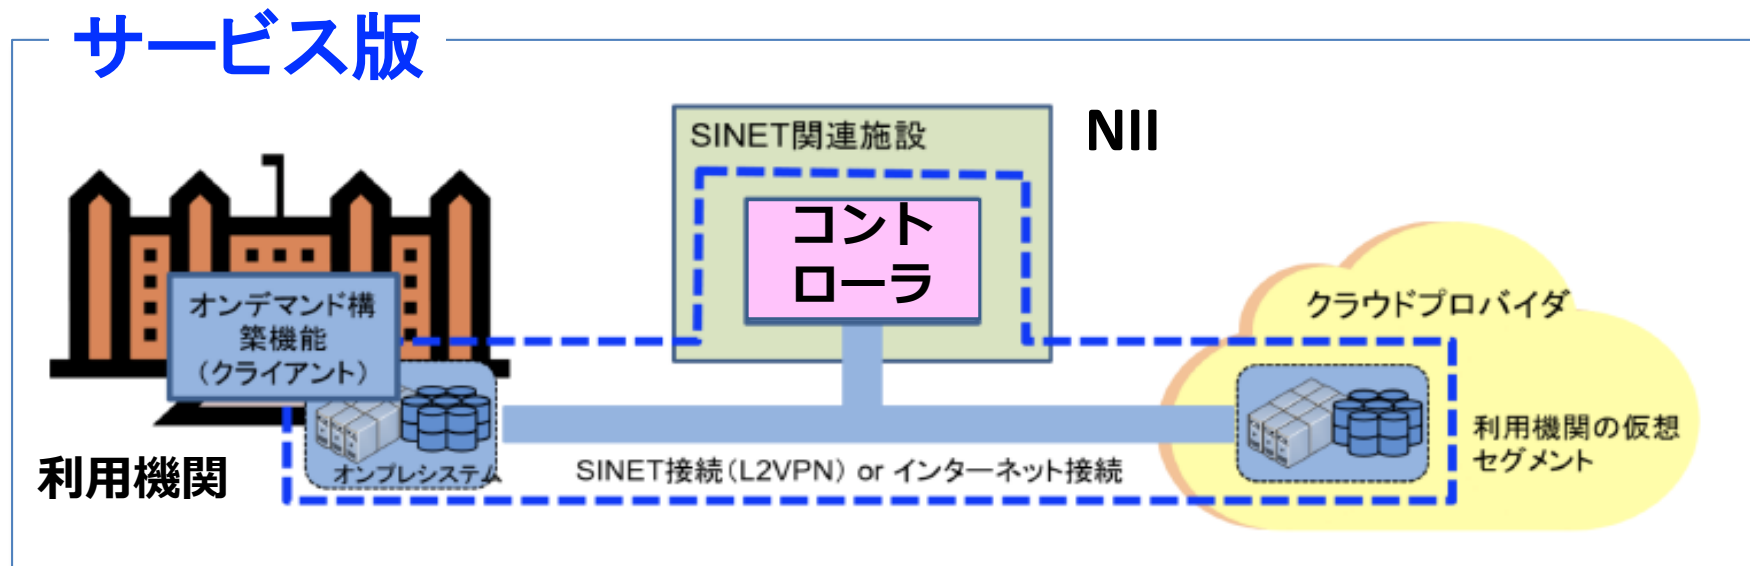 サービス版
SINET関連施設
NII
コント
ローラ
オンデマンド構
築機能
（クライアント）
クラウドプロバイダ
利用機関
オンプレシステム
SINET接続（L2VPN） or インターネット接続
利用機関の仮想
セグメント